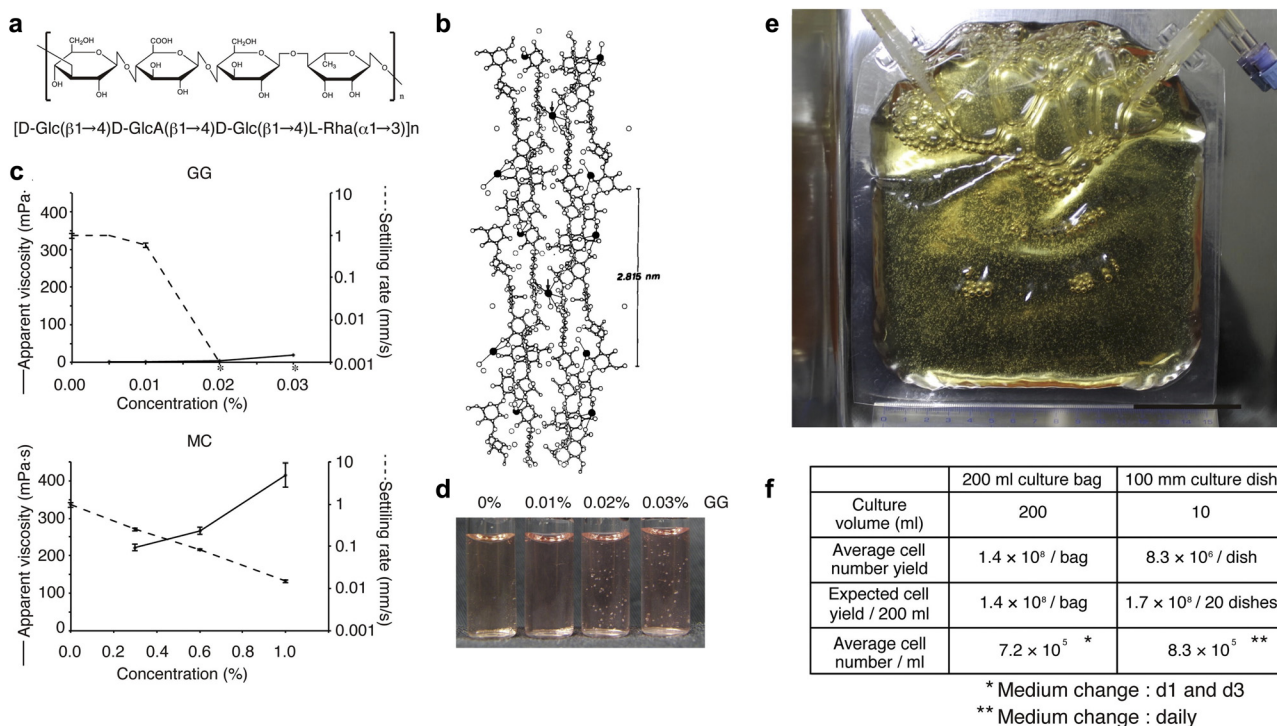 a
CH₂OH COOH CH₂OH
O O O O O O O O
OH OH OH CH₃
OH OH OH OH OH OH n
[D-Glc(β1→4)D-GlcA(β1→4)D-Glc(β1→4)L-Rha(α1→3)]n
b
2.815 nm
c
GG
Apparent viscosity (mPa·s)
400
300
200
100
0
10
1
0.1
0.01
0.001
Settiling rate (mm/s)
0.00 0.01 0.02 0.03
* *
Concentration (%)
MC
Apparent viscosity (mPa·s)
400
300
200
100
0
10
1
0.1
0.01
0.001
Settiling rate (mm/s)
0.0 0.2 0.4 0.6 0.8 1.0
Concentration (%)
d
0% 0.01% 0.02% 0.03% GG
e
f
200 ml culture bag 100 mm culture dish
Culture volume (ml) 200 10
Average cell number yield 1.4 × 10⁸ / bag 8.3 × 10⁶ / dish
Expected cell yield / 200 ml 1.4 × 10⁸ / bag 1.7 × 10⁸ / 20 dishes
Average cell number / ml 7.2 × 10⁵ * 8.3 × 10⁵ **
* Medium change : d1 and d3
** Medium change : daily